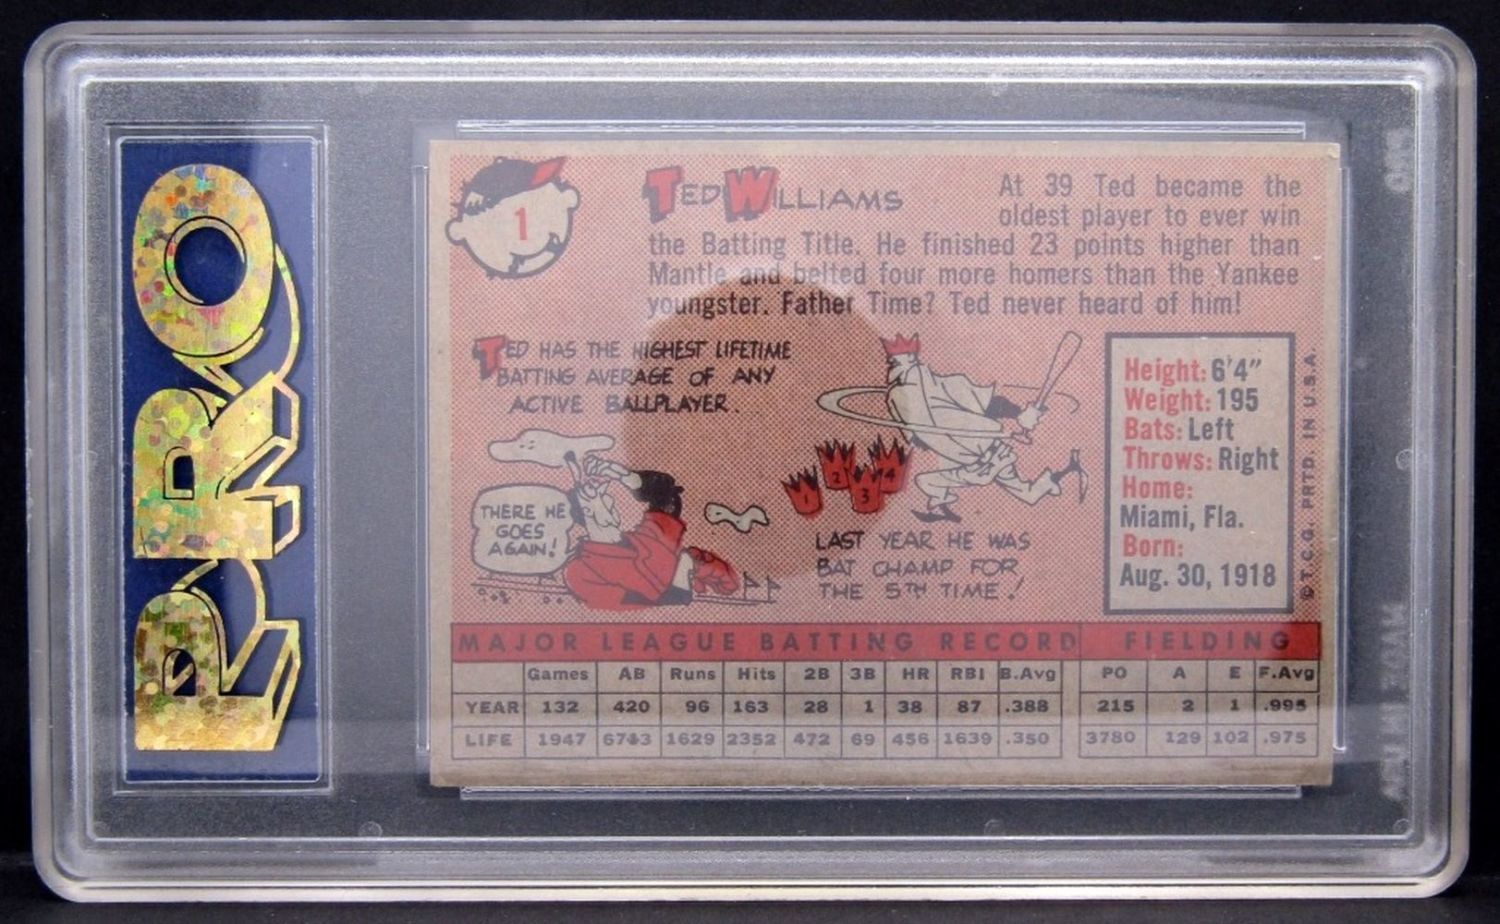 PRO
1
TED WILLIAMS
At 39 Ted became the
oldest player to ever win
the Batting Title. He finished 23 points higher than
Mantle and belted four more homers than the Yankee
youngster. Father Time? Ted never heard of him!
TED HAS THE HIGHEST LIFETIME
BATTING AVERAGE OF ANY
ACTIVE BALLPLAYER.
THERE HE
GOES
AGAIN!
1 2 3 4
LAST YEAR HE WAS
BAT CHAMP FOR
THE 5TH TIME!
Height: 6'4"
Weight: 195
Bats: Left
Throws: Right
Home:
Miami, Fla.
Born:
Aug. 30, 1918
©T.C.G. PRTD. IN U.S.A.
MAJOR LEAGUE BATTING RECORD FIELDING
Games AB Runs Hits 2B 3B HR RBI B.Avg PO A E F.Avg
YEAR 132 420 96 163 28 1 38 87 .388 215 2 1 .995
LIFE 1947 6743 1629 2352 472 69 456 1639 .350 3780 129 102 .975